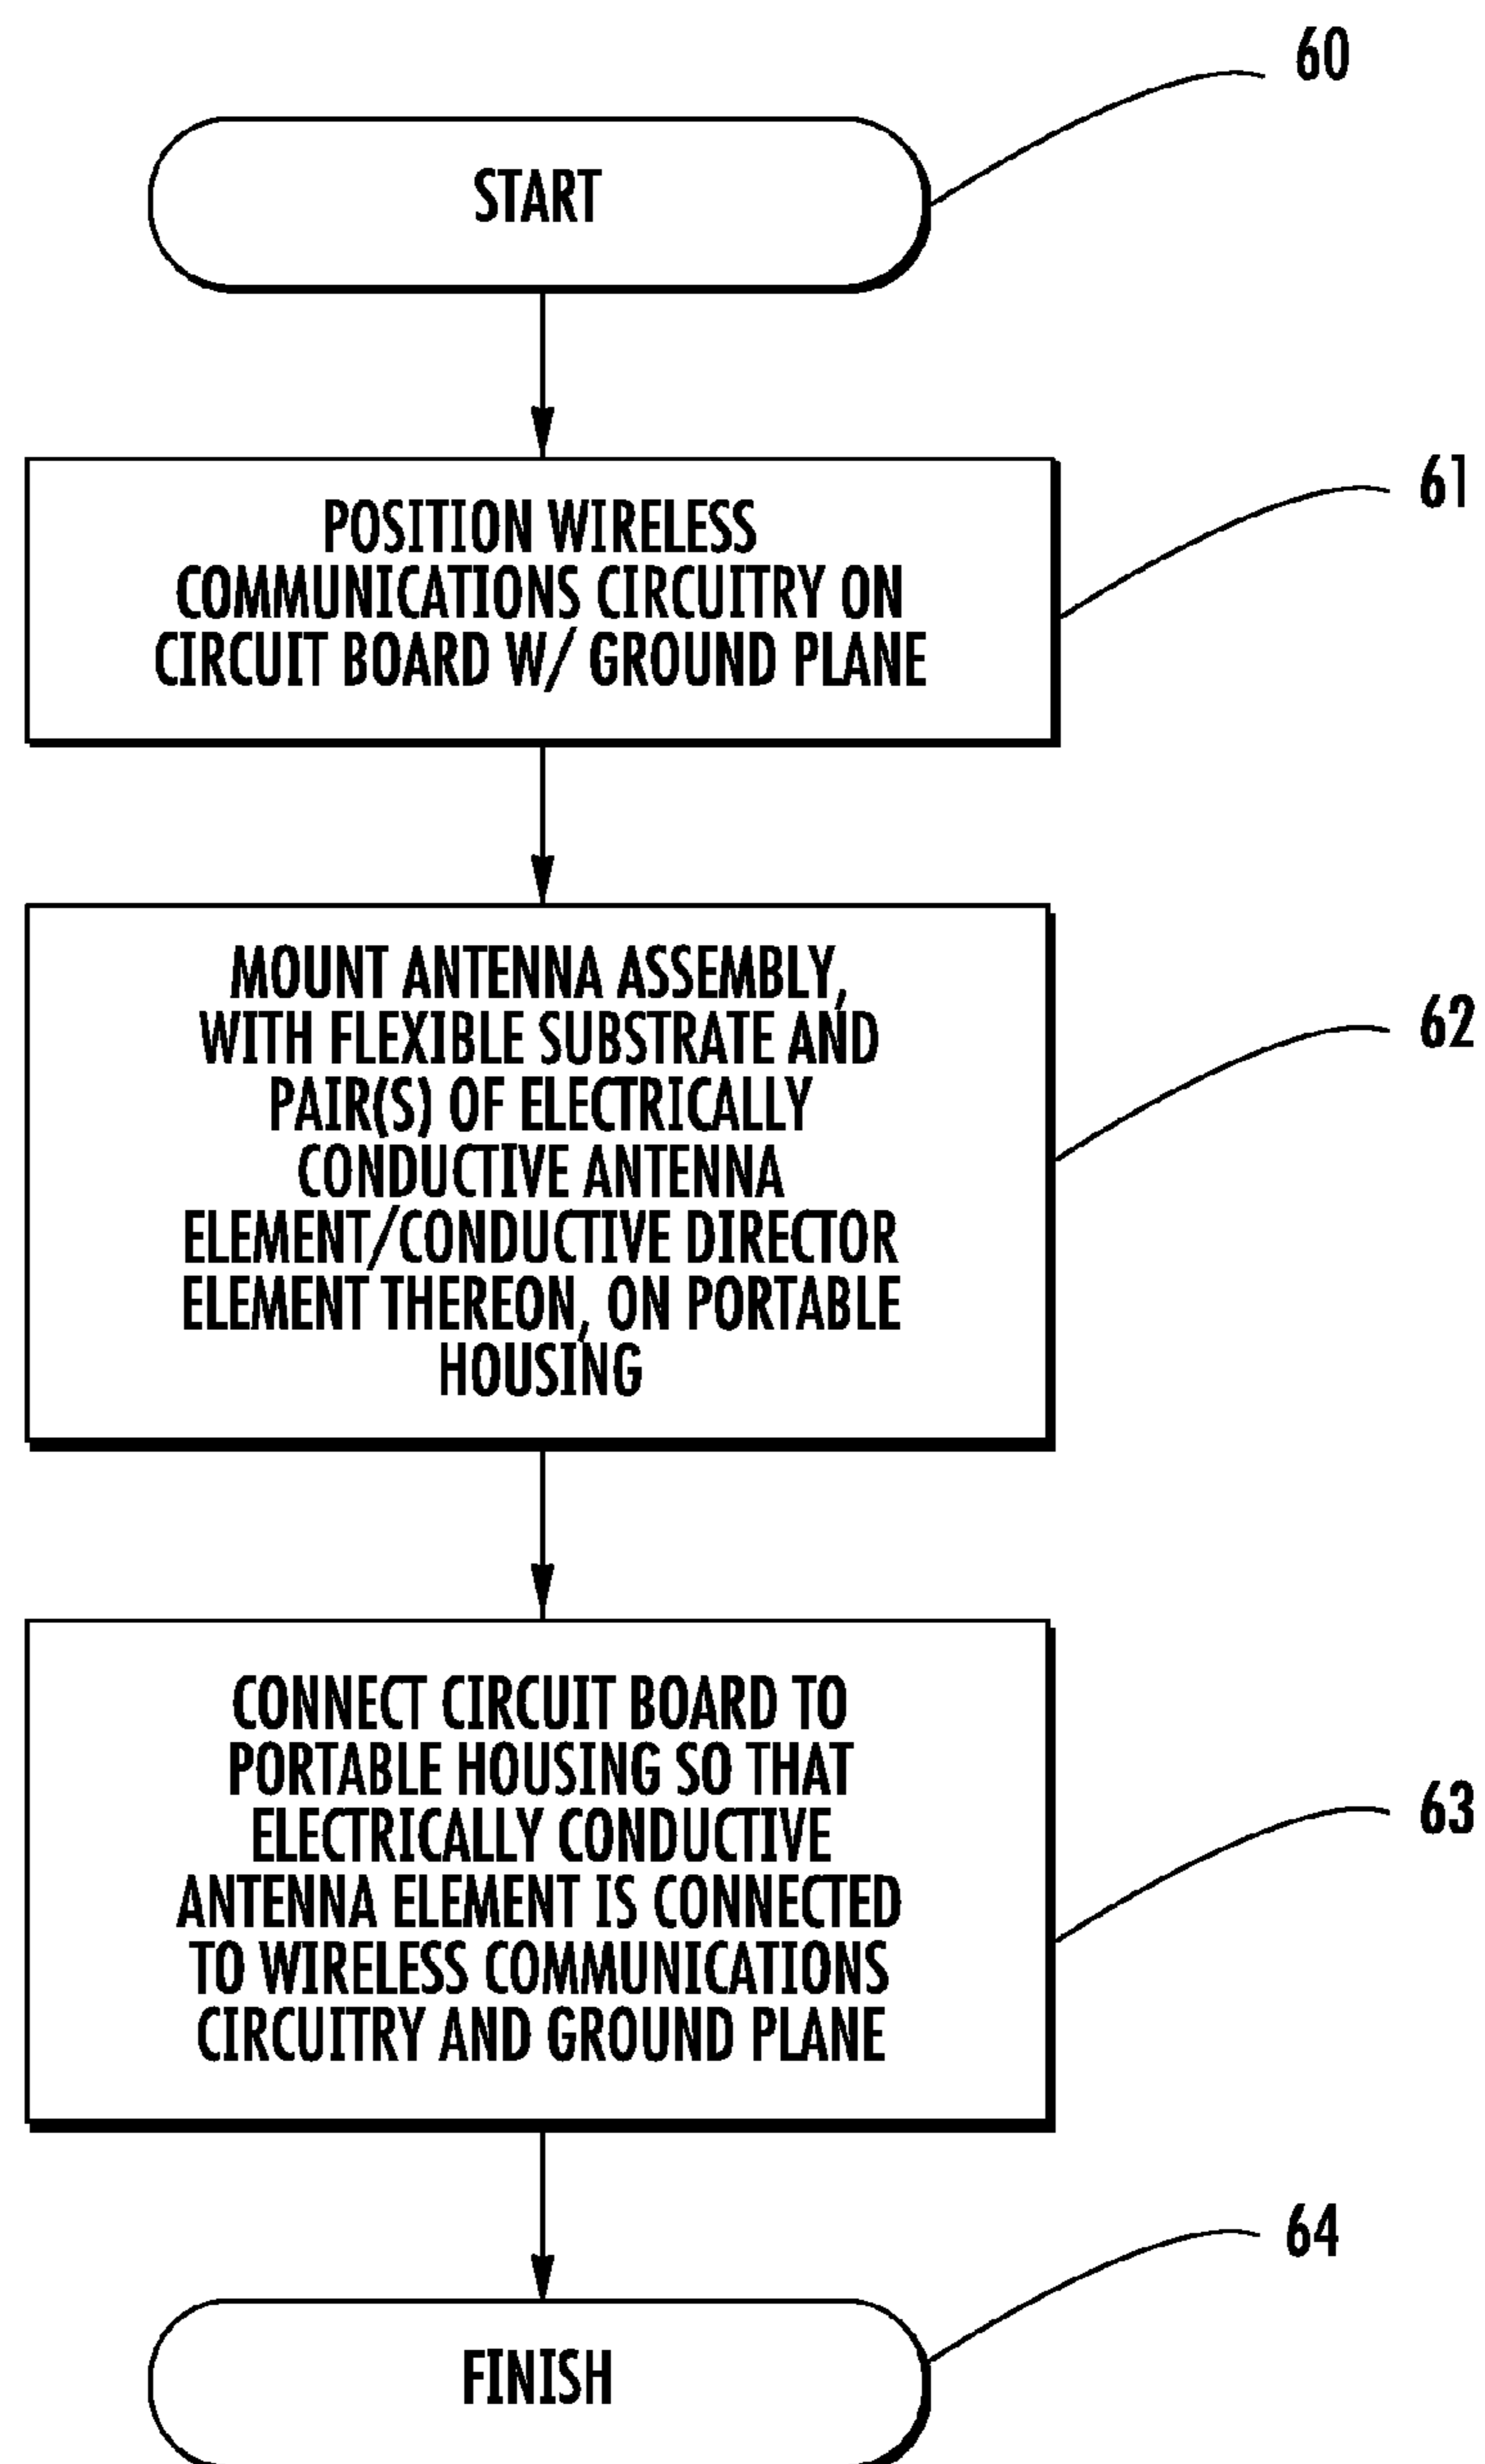 60
START
61
POSITION WIRELESS
COMMUNICATIONS CIRCUITRY ON
CIRCUIT BOARD W/ GROUND PLANE
62
MOUNT ANTENNA ASSEMBLY,
WITH FLEXIBLE SUBSTRATE AND
PAIR(S) OF ELECTRICALLY
CONDUCTIVE ANTENNA
ELEMENT/CONDUCTIVE DIRECTOR
ELEMENT THEREON, ON PORTABLE
HOUSING
63
CONNECT CIRCUIT BOARD TO
PORTABLE HOUSING SO THAT
ELECTRICALLY CONDUCTIVE
ANTENNA ELEMENT IS CONNECTED
TO WIRELESS COMMUNICATIONS
CIRCUITRY AND GROUND PLANE
64
FINISH